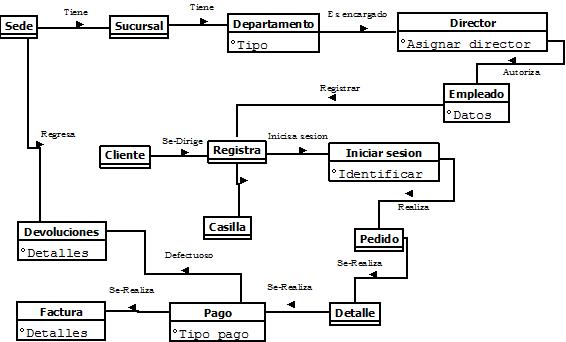 Tiene
Tiene
Es encargado
Sede
Sucursal
Departamento
Tipo
Director
Asignar director
Autoriza
Registrar
Empleado
Datos
Regresa
Se-Dirige
Inicisa sesion
Cliente
Registra
Iniciar sesion
Identificar
Realiza
Casilla
Devoluciones
Detalles
Pedido
Defectuoso
Se-Realiza
Se-Realiza
Se-Realiza
Factura
Detalles
Pago
Tipo pago
Detalle